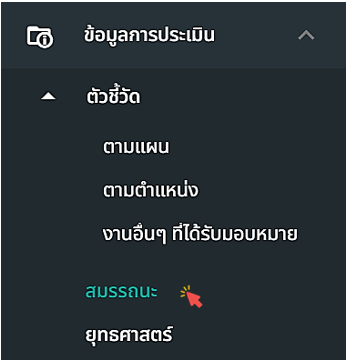 ข้อมูลการประเมิน
ตัวชี้วัด
ตามแผน
ตามตำแหน่ง
งานอื่นๆ ที่ได้รับมอบหมาย
สมรรถนะ
ยุทธศาสตร์